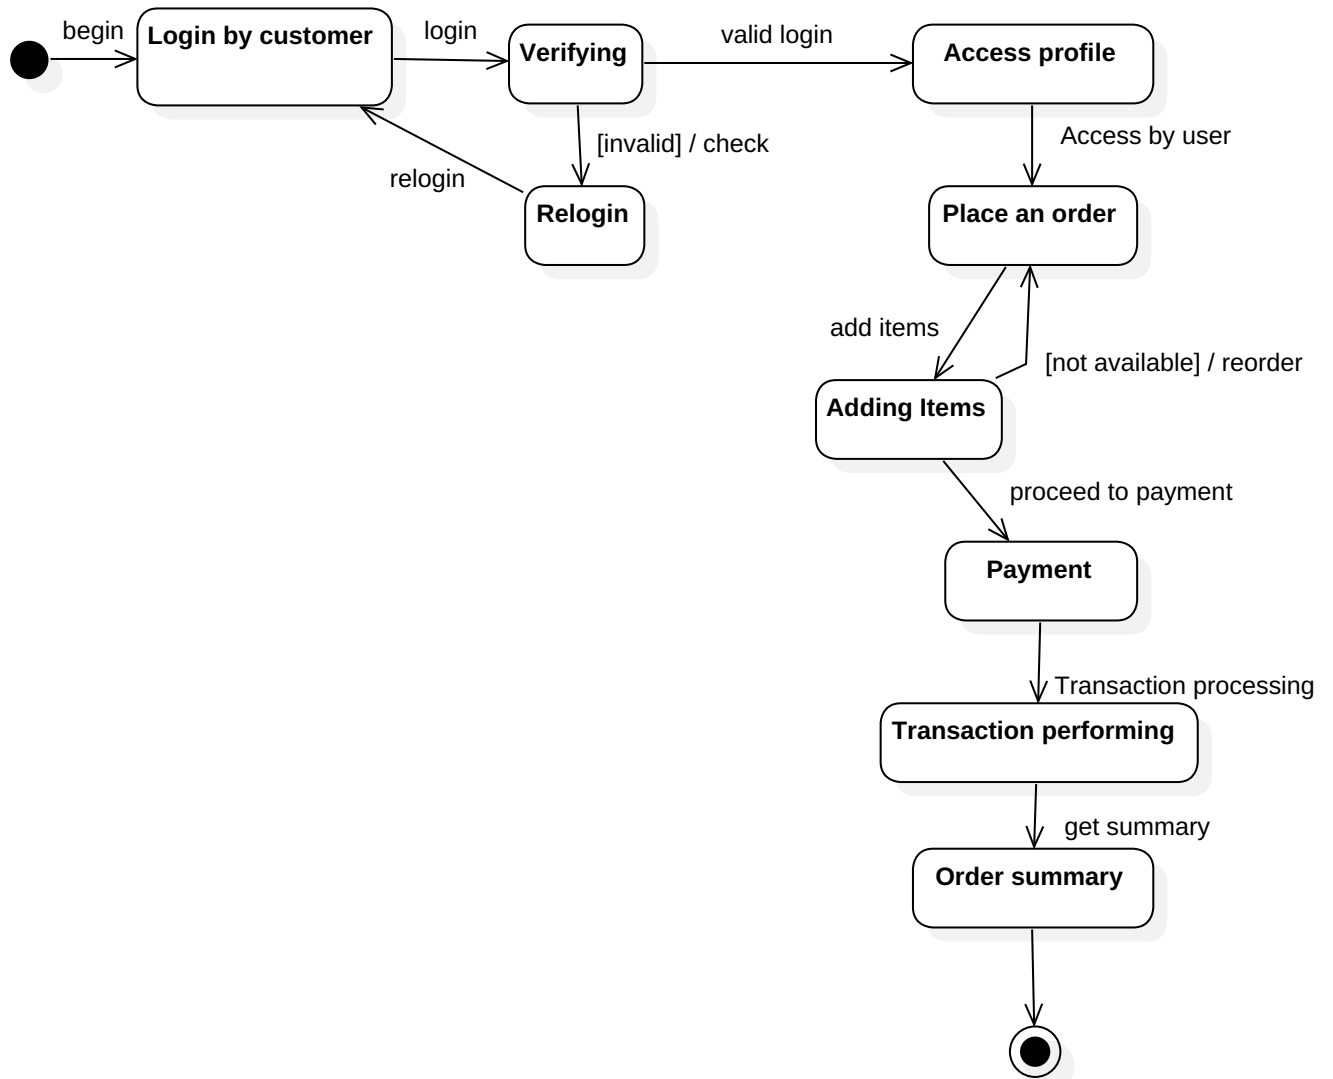 begin
Login by customer
login
Verifying
valid login
Access profile
[invalid] / check
Access by user
relogin
Relogin
Place an order
add items
[not available] / reorder
Adding Items
proceed to payment
Payment
Transaction processing
Transaction performing
get summary
Order summary